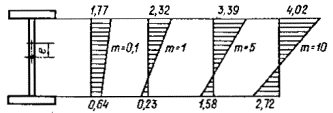 1,77 2,32 3,39 4,02
e m=0,1 m=1 m=5 m=10
0,64 0,23 1,58 2,72